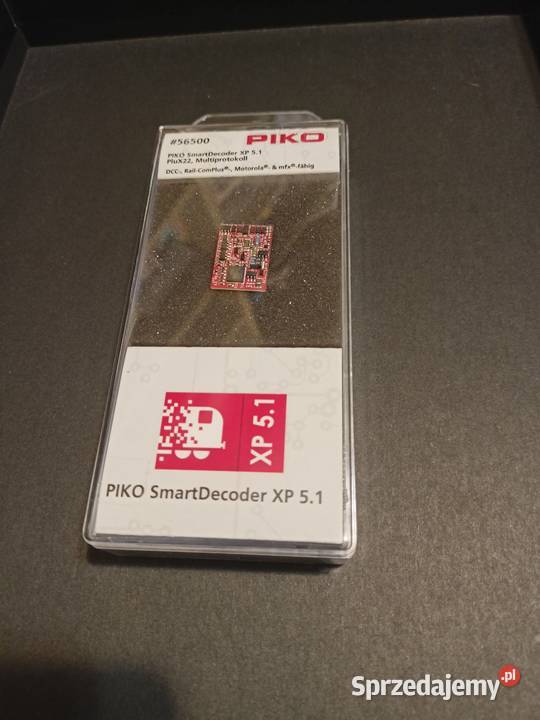 #56500 PIKO
PIKO SmartDecoder XP 5.1
PluX22, Multiprotokoll
DCC-, Rail-ComPlus®-, Motorola®- & mfx®-fähig
XP 5.1
PIKO SmartDecoder XP 5.1
Sprzedajemy.pl